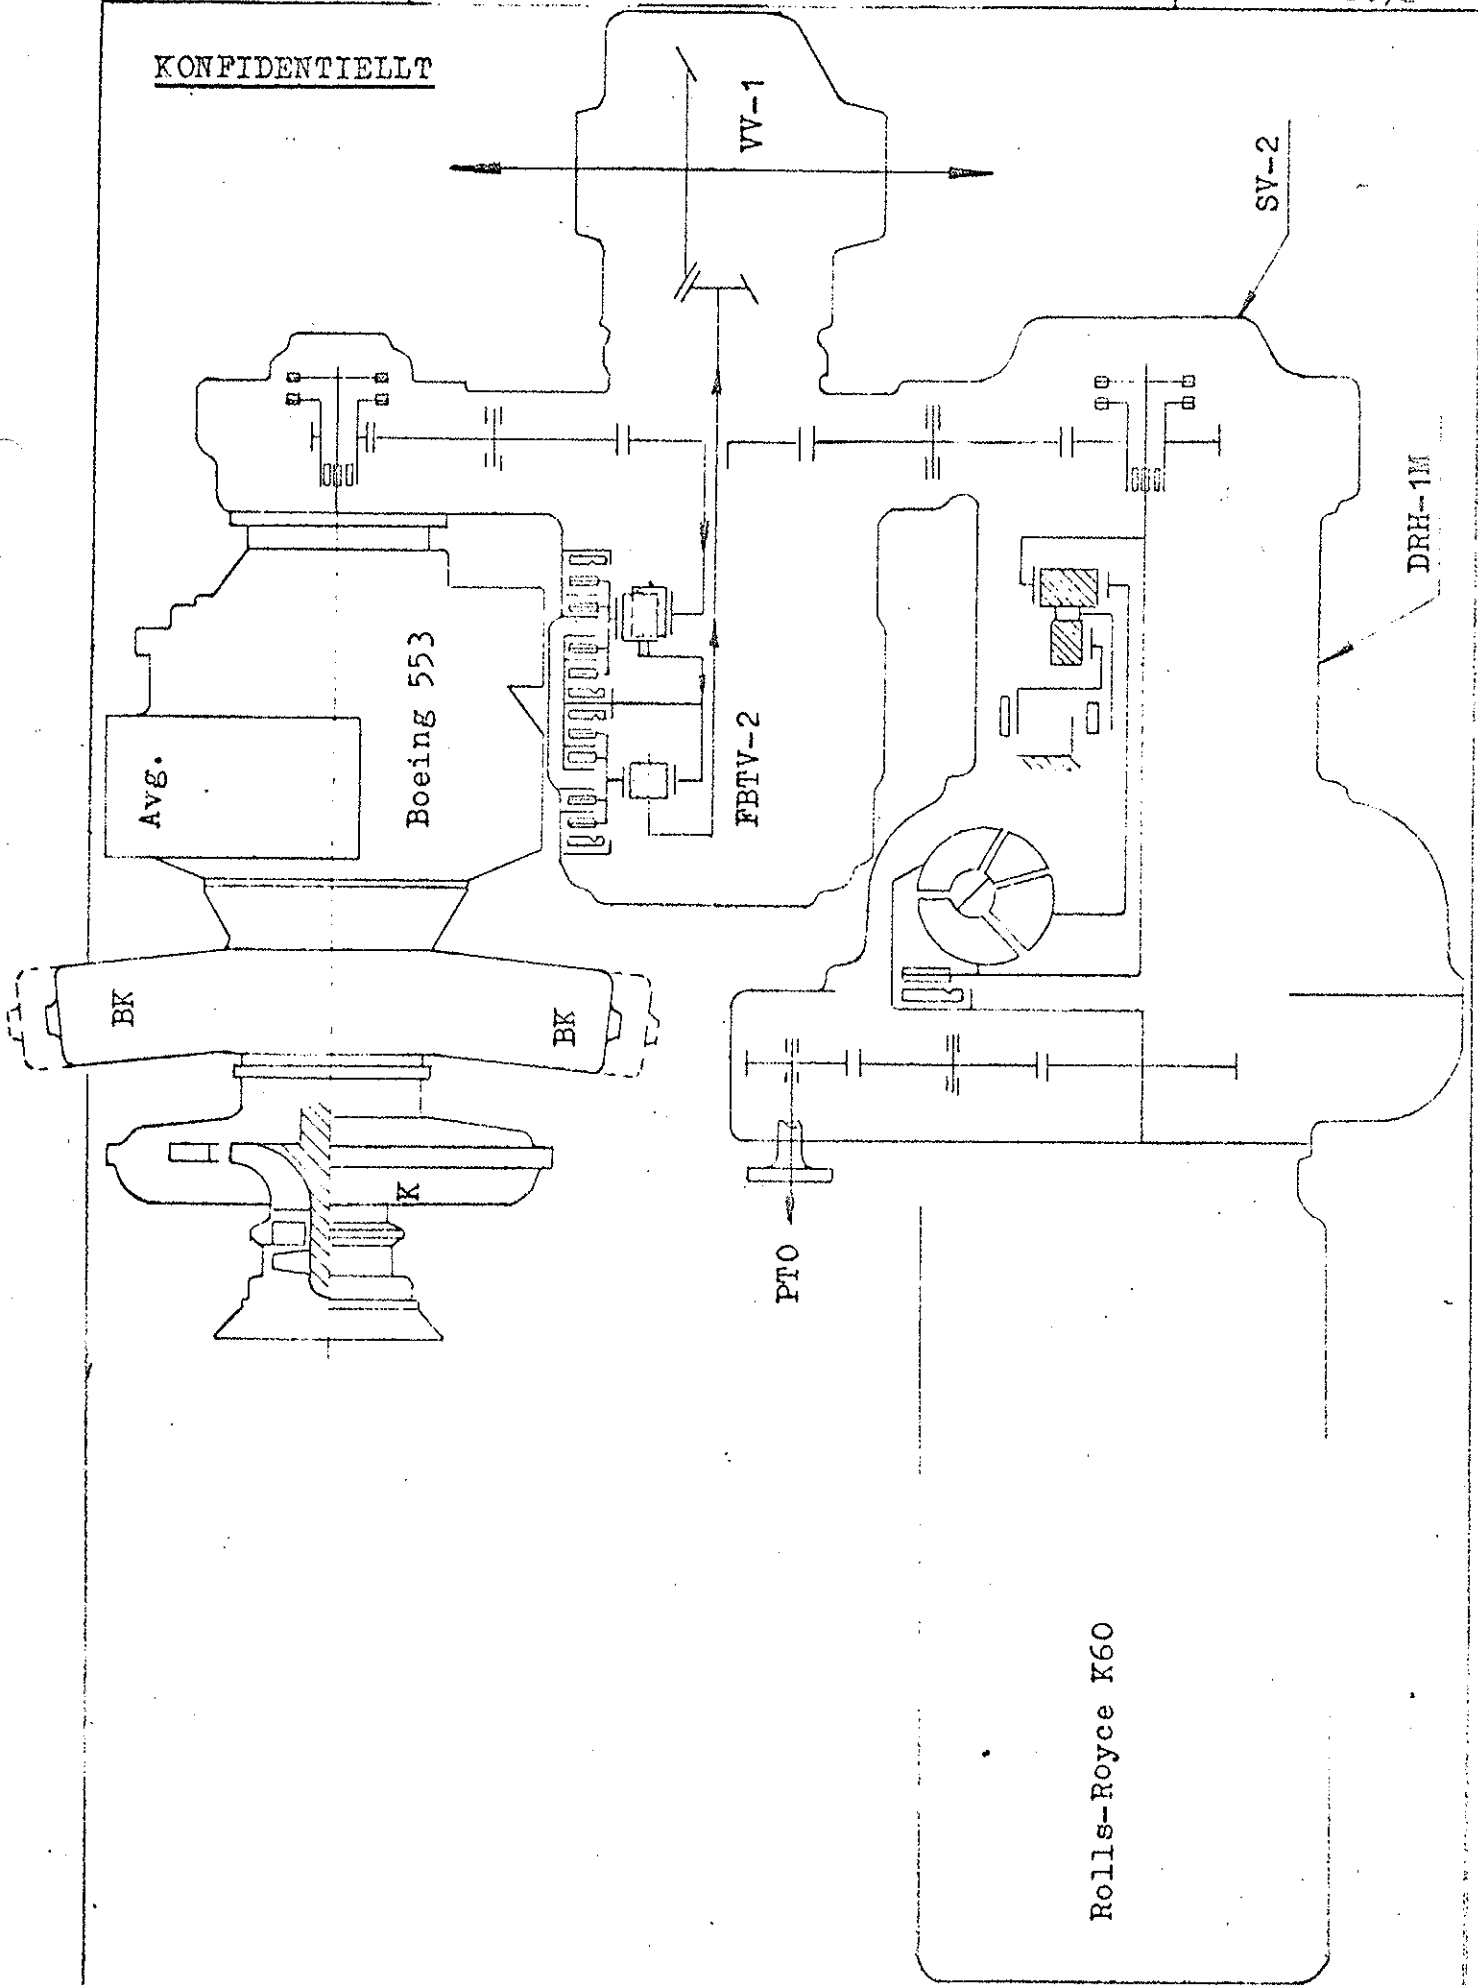 KONFIDENTIELLT
VV-1
SV-2
Avg.
Boeing 553
FBTV-2
DRH-1M
BK
BK
K
PTO
Rolls-Royce K60